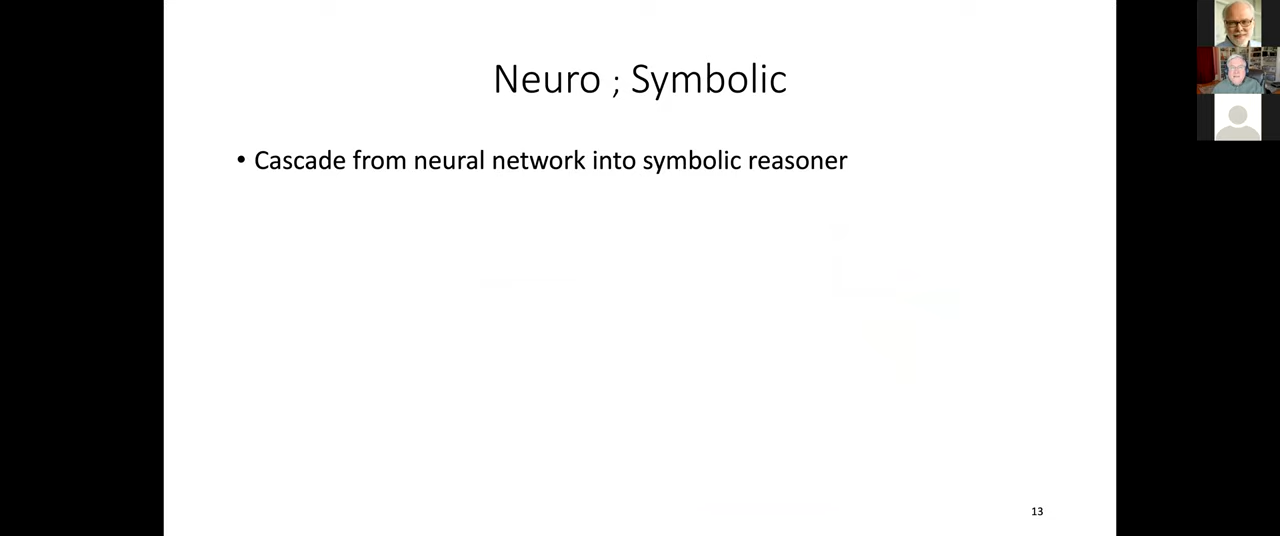 Neuro ; Symbolic
• Cascade from neural network into symbolic reasoner
13